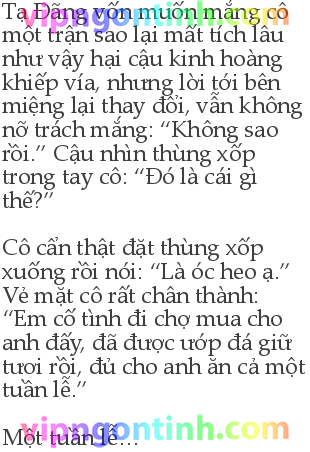 Tạ Đăng vốn muốn mắng cô
một trận sao lại mất tích lâu
như vậy hại cậu kinh hoàng
khiếp vía, nhưng lời tới bên
miệng lại thay đổi, vẫn không
nỡ trách mắng: “Không sao
rồi.” Cậu nhìn thùng xốp
trong tay cô: “Đó là cái gì
thế?”
Cô cẩn thật đặt thùng xốp
xuống rồi nói: “Là óc heo ạ.”
Vẻ mặt cô rất chân thành:
“Em cố tình đi chợ mua cho
anh đấy, đã được ướp đá giữ
tươi rồi, đủ cho anh ăn cả một
tuần lễ.”
Một tuần lễ…
vipngontinh.com
vipngontinh.com